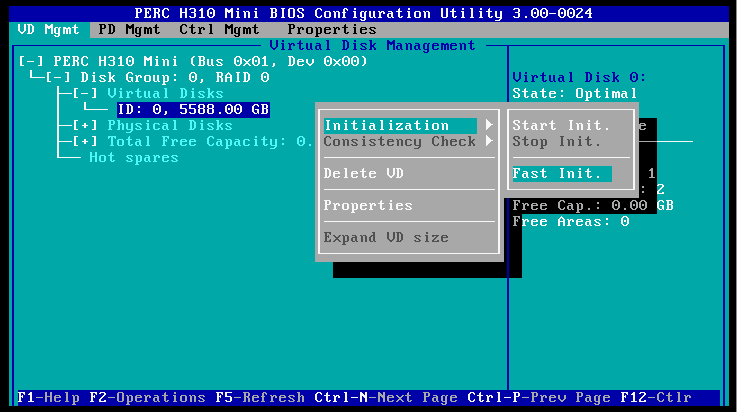 PERC H310 Mini BIOS Configuration Utility 3.00-0024
VD Mgmt PD Mgmt Ctrl Mgmt Properties
Virtual Disk Management
[-] PERC H310 Mini (Bus 0x01, Dev 0x00)
[-] Disk Group: 0, RAID 0
[-] Virtual Disks
ID: 0, 5588.00 GB
[+] Physical Disks
[+] Total Free Capacity: 0.
Hot spares
Initialization
Consistency Check
Delete VD
Properties
Expand VD size
Start Init.
Stop Init.
Fast Init.
Virtual Disk 0:
State: Optimal
e
1
: 2
Free Cap.: 0.00 GB
Free Areas: 0
F1-Help F2-Operations F5-Refresh Ctrl-N-Next Page Ctrl-P-Prev Page F12-Ctlr